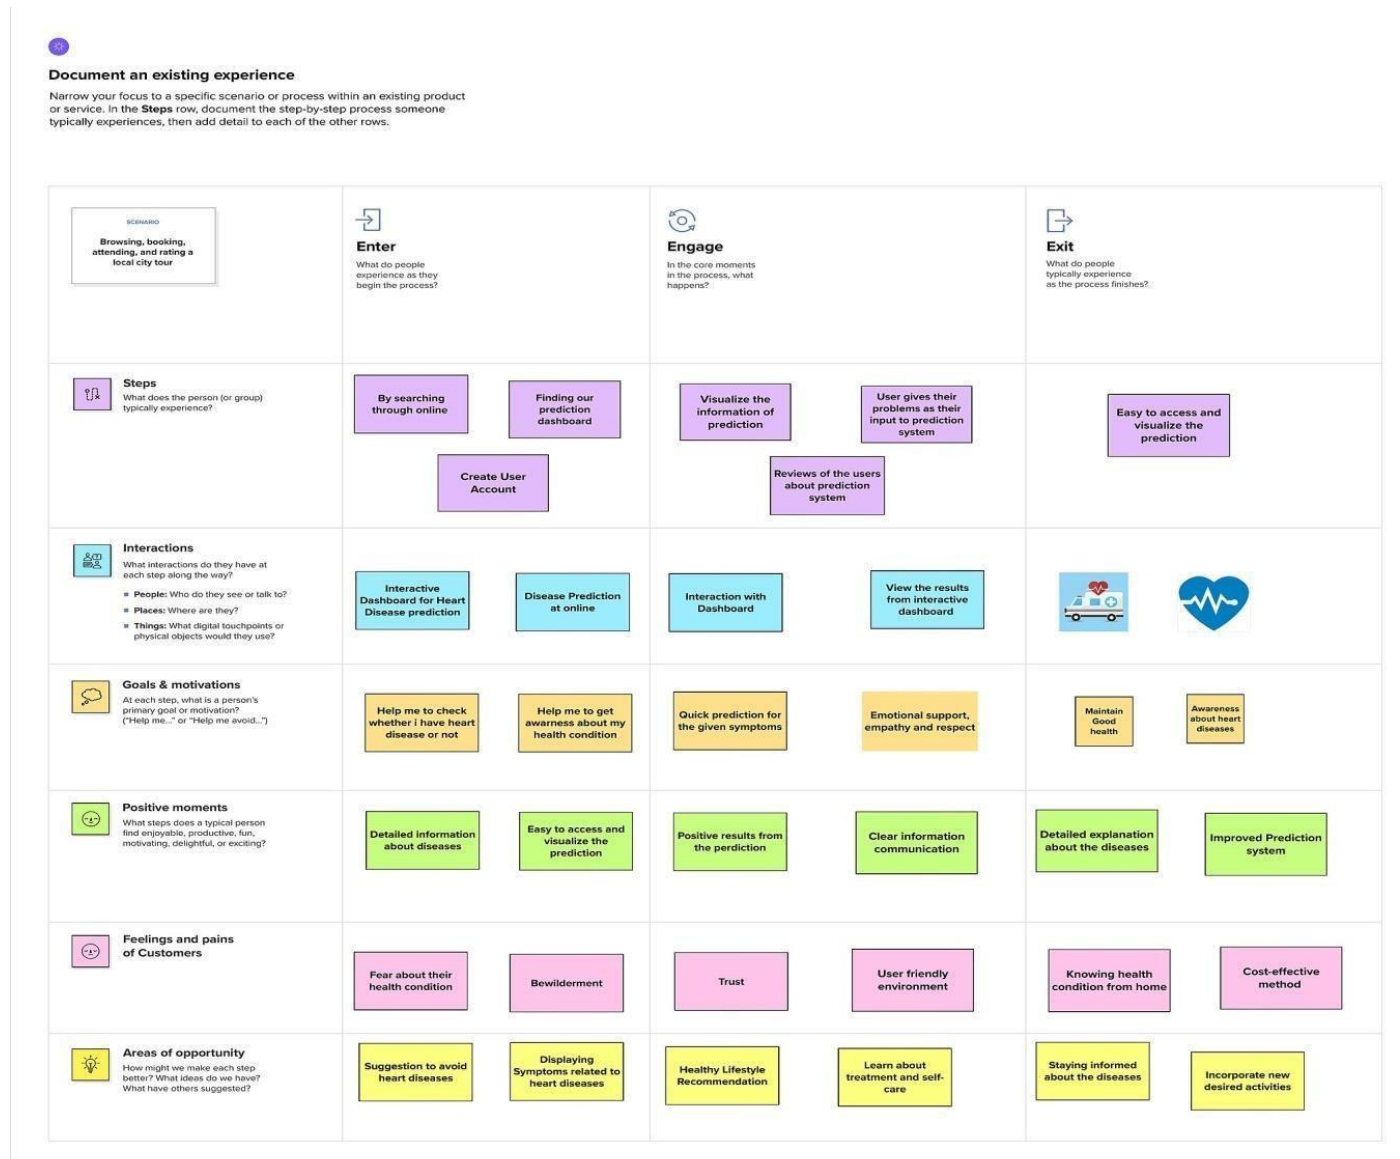 Document an existing experience
Narrow your focus to a specific scenario or process within an existing product
or service. In the Steps row, document the step-by-step process someone
typically experiences, then add detail to each of the other rows.
SCENARIO
Browsing, booking,
attending, and rating a
local city tour
Enter
What do people
experience as they
begin the process?
Engage
In the core moments
in the process, what
happens?
Exit
What do people
typically experience
as the process finishes?
Steps
What does the person (or group)
typically experience?
By searching
through online
Finding our
prediction
dashboard
Create User
Account
Visualize the
information of
prediction
User gives their
problems as their
input to prediction
system
Reviews of the users
about prediction
system
Easy to access and
visualize the
prediction
Interactions
What interactions do they have at
each step along the way?
People: Who do they see or talk to?
Places: Where are they?
Things: What digital touchpoints or
physical objects would they use?
Interactive
Dashboard for Heart
Disease prediction
Disease Prediction
at online
Interaction with
Dashboard
View the results
from interactive
dashboard
Goals & motivations
At each step, what is a person's
primary goal or motivation?
("Help me..." or "Help me avoid...")
Help me to check
whether i have heart
disease or not
Help me to get
awarness about my
health condition
Quick prediction for
the given symptoms
Emotional support,
empathy and respect
Maintain
Good
health
Awareness
about heart
diseases
Positive moments
What steps does a typical person
find enjoyable, productive, fun,
motivating, delightful, or exciting?
Detailed information
about diseases
Easy to access and
visualize the
prediction
Positive results from
the perdiction
Clear information
communication
Detailed explanation
about the diseases
Improved Prediction
system
Feelings and pains
of Customers
Fear about their
health condition
Bewilderment
Trust
User friendly
environment
Knowing health
condition from home
Cost-effective
method
Areas of opportunity
How might we make each step
better? What ideas do we have?
What have others suggested?
Suggestion to avoid
heart diseases
Displaying
Symptoms related to
heart diseases
Healthy Lifestyle
Recommendation
Learn about
treatment and self-
care
Staying informed
about the diseases
Incorporate new
desired activities